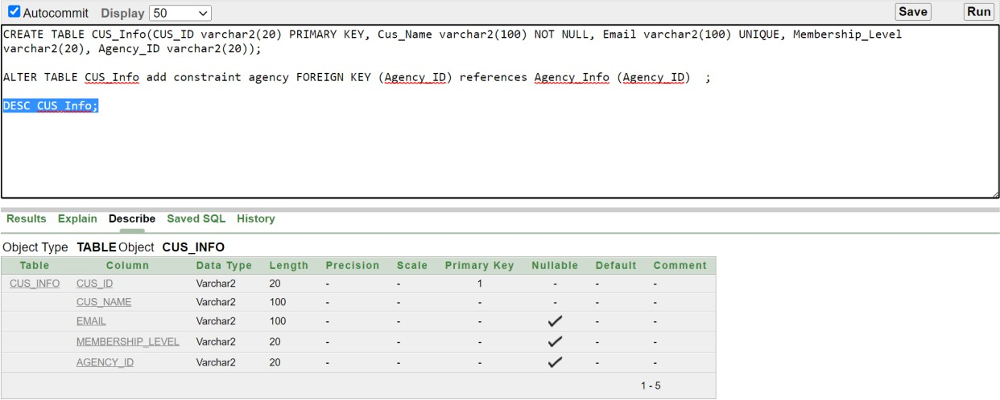 Autocommit Display 50 Save Run
CREATE TABLE CUS_Info(CUS_ID varchar2(20) PRIMARY KEY, Cus_Name varchar2(100) NOT NULL, Email varchar2(100) UNIQUE, Membership_Level
varchar2(20), Agency_ID varchar2(20));
ALTER TABLE CUS_Info add constraint agency FOREIGN KEY (Agency_ID) references Agency_Info (Agency_ID)  ;
DESC CUS_Info;
Results Explain Describe Saved SQL History
Object Type TABLE Object CUS_INFO
Table Column Data Type Length Precision Scale Primary Key Nullable Default Comment
CUS_INFO CUS_ID Varchar2 20 - - 1 - - -
CUS_NAME Varchar2 100 - - - - - -
EMAIL Varchar2 100 - - - ✓ - -
MEMBERSHIP_LEVEL Varchar2 20 - - - ✓ - -
AGENCY_ID Varchar2 20 - - - ✓ - -
1 - 5